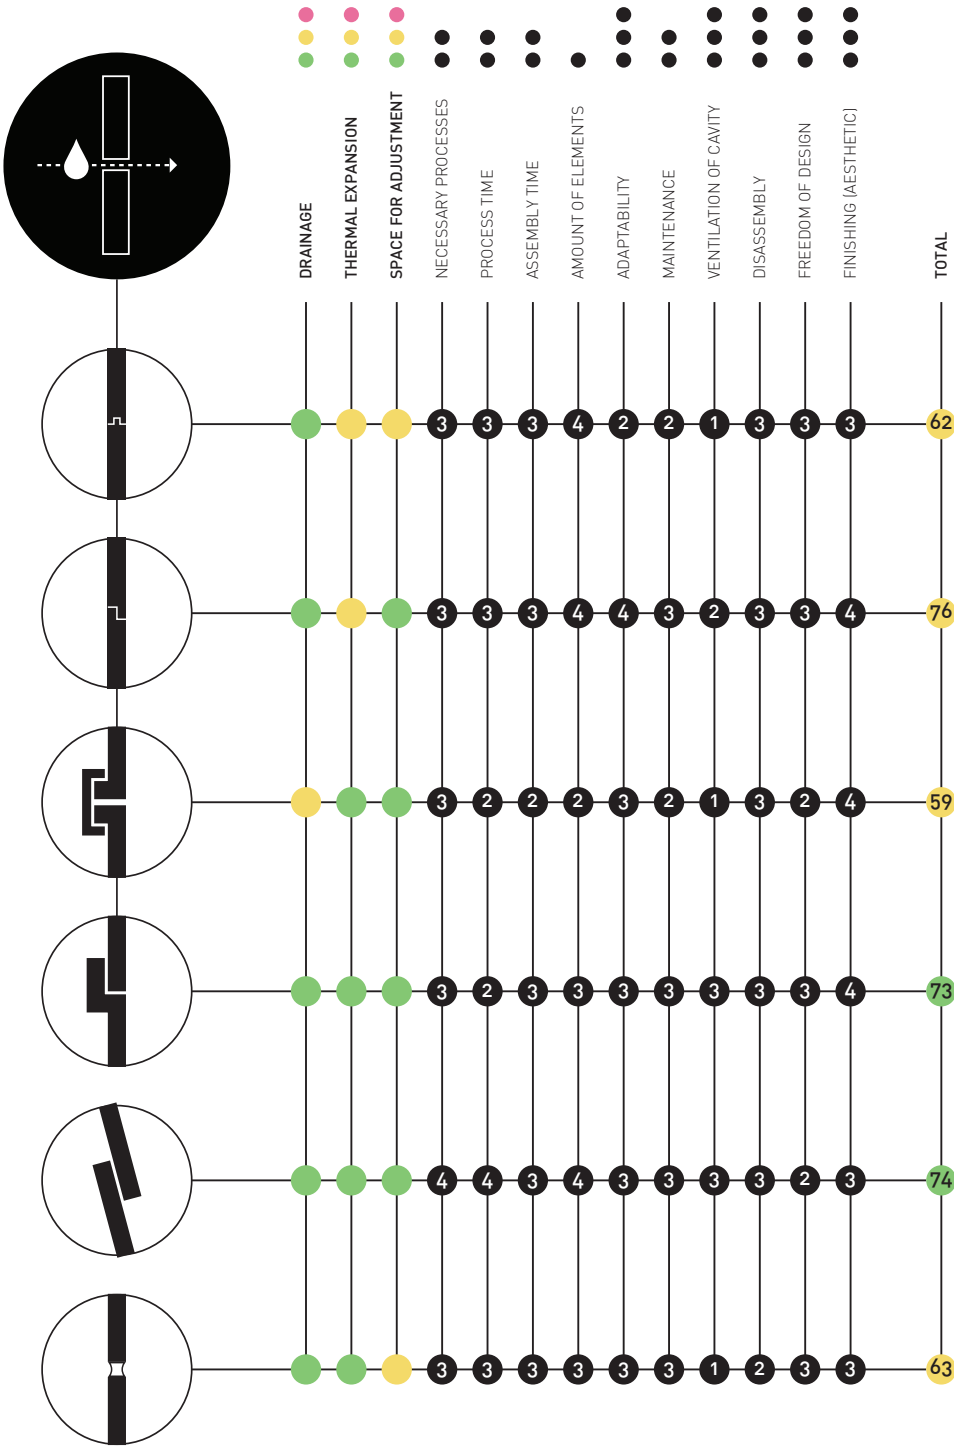 DRAINAGE
THERMAL EXPANSION
SPACE FOR ADJUSTMENT
NECESSARY PROCESSES
PROCESS TIME
ASSEMBLY TIME
AMOUNT OF ELEMENTS
ADAPTABILITY
MAINTENANCE
VENTILATION OF CAVITY
DISASSEMBLY
FREEDOM OF DESIGN
FINISHING (AESTHETIC)
TOTAL
3 3 3 4 2 2 1 3 3 3 62
3 3 3 4 4 3 2 3 3 4 76
3 2 2 2 3 2 1 3 2 4 59
3 2 3 3 3 3 3 3 3 4 73
4 4 3 4 3 3 3 3 2 3 74
3 3 3 3 3 3 1 2 3 3 63